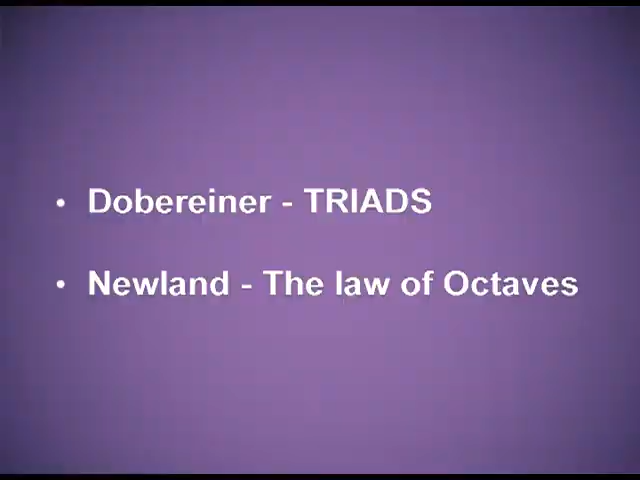 • Dobereiner - TRIADS
• Newland - The law of Octaves